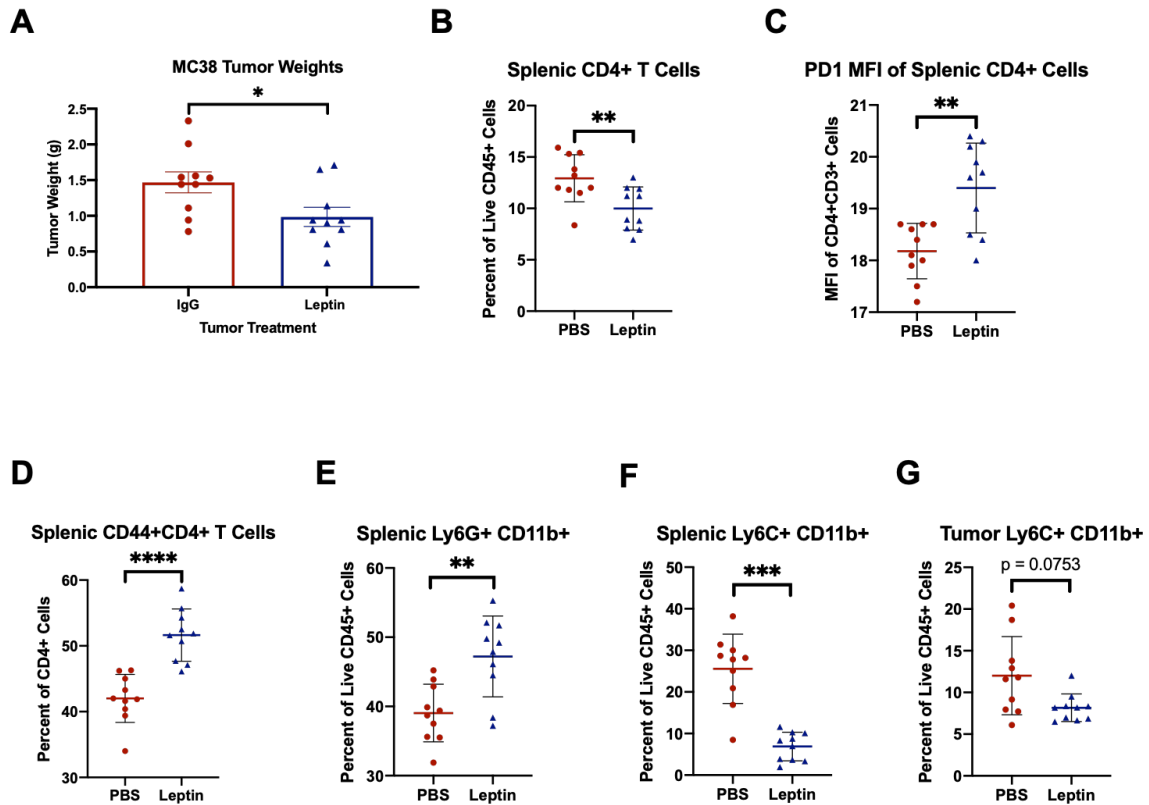 A
MC38 Tumor Weights
*
Tumor Weight (g)
2.5
2.0
1.5
1.0
0.5
0.0
IgG
Leptin
Tumor Treatment
B
Splenic CD4+ T Cells
**
Percent of Live CD45+ Cells
20
15
10
5
0
PBS
Leptin
C
PD1 MFI of Splenic CD4+ Cells
**
MFI of CD4+CD3+ Cells
21
20
19
18
17
PBS
Leptin
D
Splenic CD44+CD4+ T Cells
****
Percent of CD4+ Cells
60
50
40
30
PBS
Leptin
E
Splenic Ly6G+ CD11b+
**
Percent of Live CD45+ Cells
60
50
40
30
PBS
Leptin
F
Splenic Ly6C+ CD11b+
***
Percent of Live CD45+ Cells
50
40
30
20
10
0
PBS
Leptin
G
Tumor Ly6C+ CD11b+
p = 0.0753
Percent of Live CD45+ Cells
25
20
15
10
5
0
PBS
Leptin